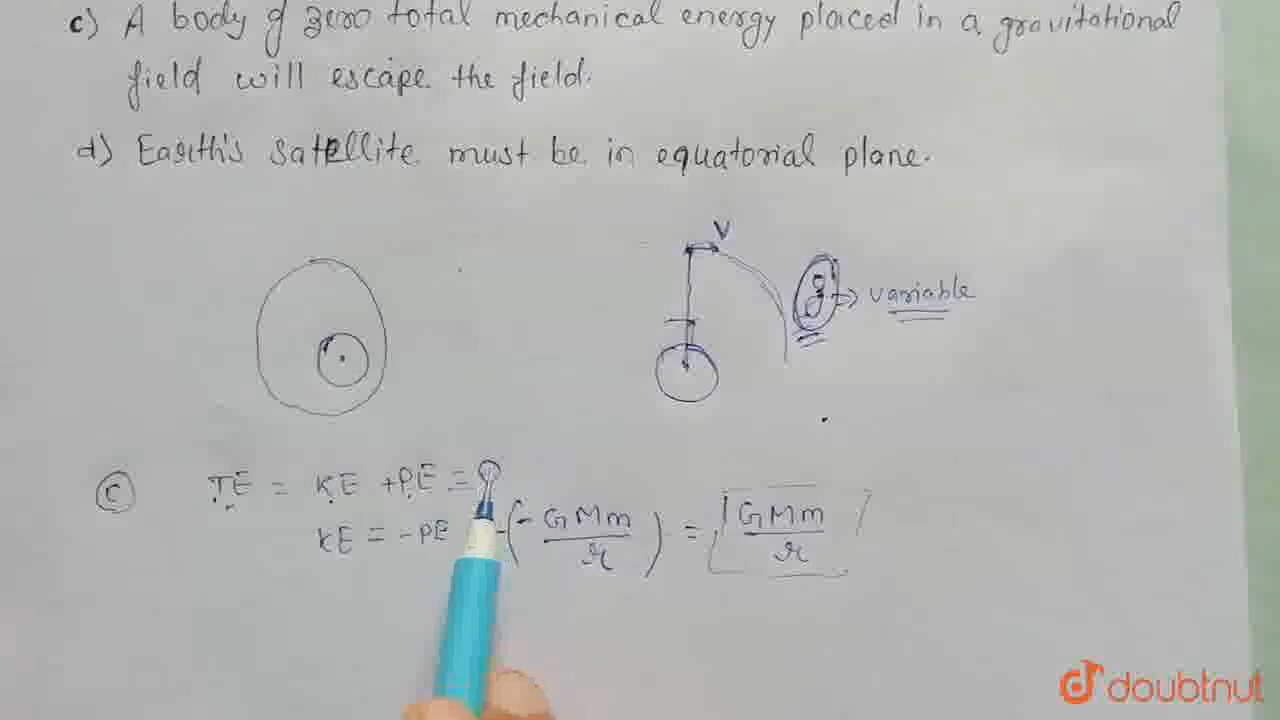 c) A body of zero total mechanical energy placed in a gravitational
field will escape the field.
d) Earth's satellite must be in equatorial plane.
V
g → variable
C TE = KE + PE = 0
KE = - PE -(- GMm/r) = GMm/r
doubtnut